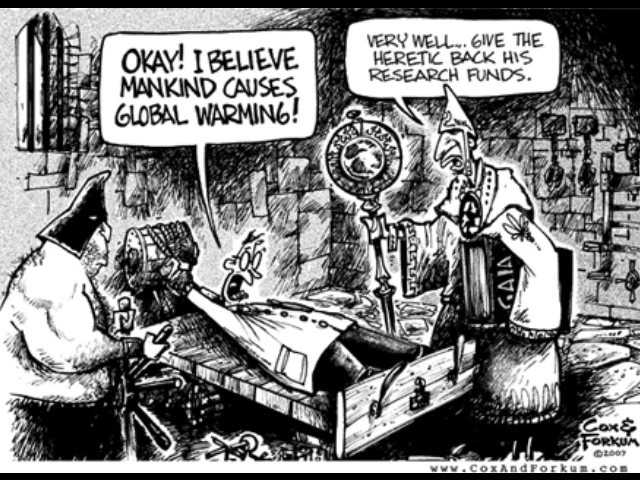 OKAY! I BELIEVE
MANKIND CAUSES
GLOBAL WARMING!
VERY WELL... GIVE THE
HERETIC BACK HIS
RESEARCH FUNDS.
GAIA
COX &
FORKUM
©2007
www.CoxAndForkum.com